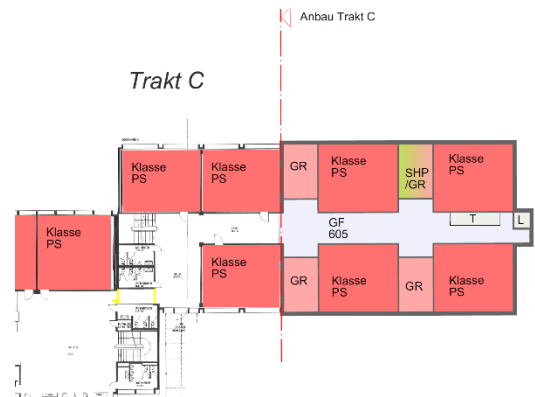 Anbau Trakt C
Trakt C
Klasse
PS
Klasse
PS
GR
Klasse
PS
SHP
/GR
Klasse
PS
Klasse
PS
GF
605
T
L
Klasse
PS
GR
Klasse
PS
GR
Klasse
PS